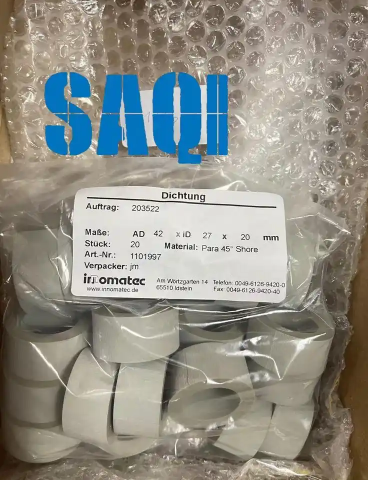 SAQI
Dichtung
Auftrag: 203522
Maße: AD 42 x iD 27 x 20 mm
Stück: 20 Material: Para 45° Shore
Art.-Nr.: 1101997
Verpacker: jm
innomatec Am Wörtzgarten 14 Telefon: 0049-6126-9420-0
www.innomatec.de 65510 Idstein Fax: 0049-6126-9420-40